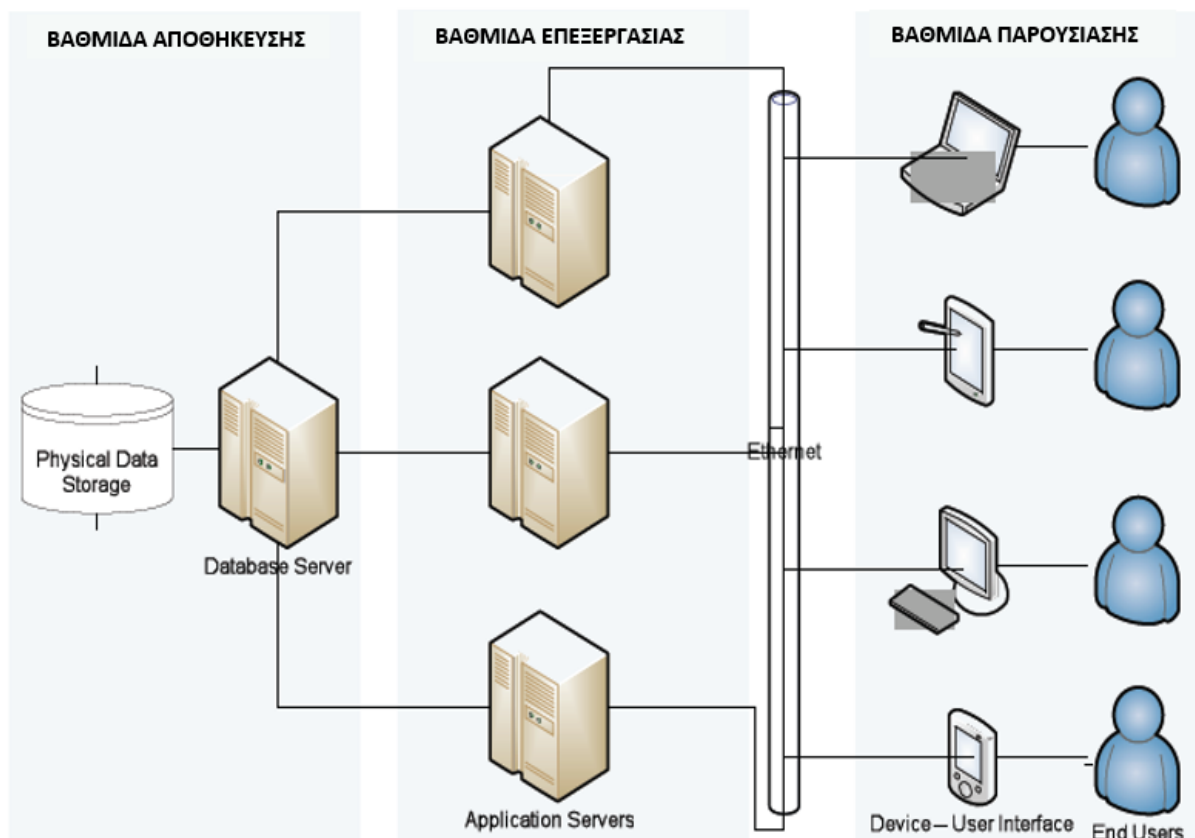 ΒΑΘΜΙΔΑ ΑΠΟΘΗΚΕΥΣΗΣ
ΒΑΘΜΙΔΑ ΕΠΕΞΕΡΓΑΣΙΑΣ
ΒΑΘΜΙΔΑ ΠΑΡΟΥΣΙΑΣΗΣ
Physical Data
Storage
Ethernet
Database Server
Application Servers
Device – User Interface
End Users